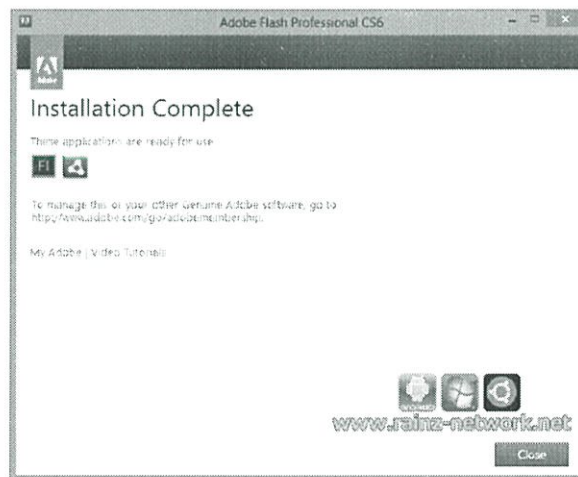 Adobe Flash Professional CS6
Adobe
Installation Complete
These applications are ready for use
Fl
To manage this or your other Genuine Adobe software, go to
http://www.adobe.com/go/adobemembership.
My Adobe | Video Tutorials
ANDROID
www.rainz-network.net
Close